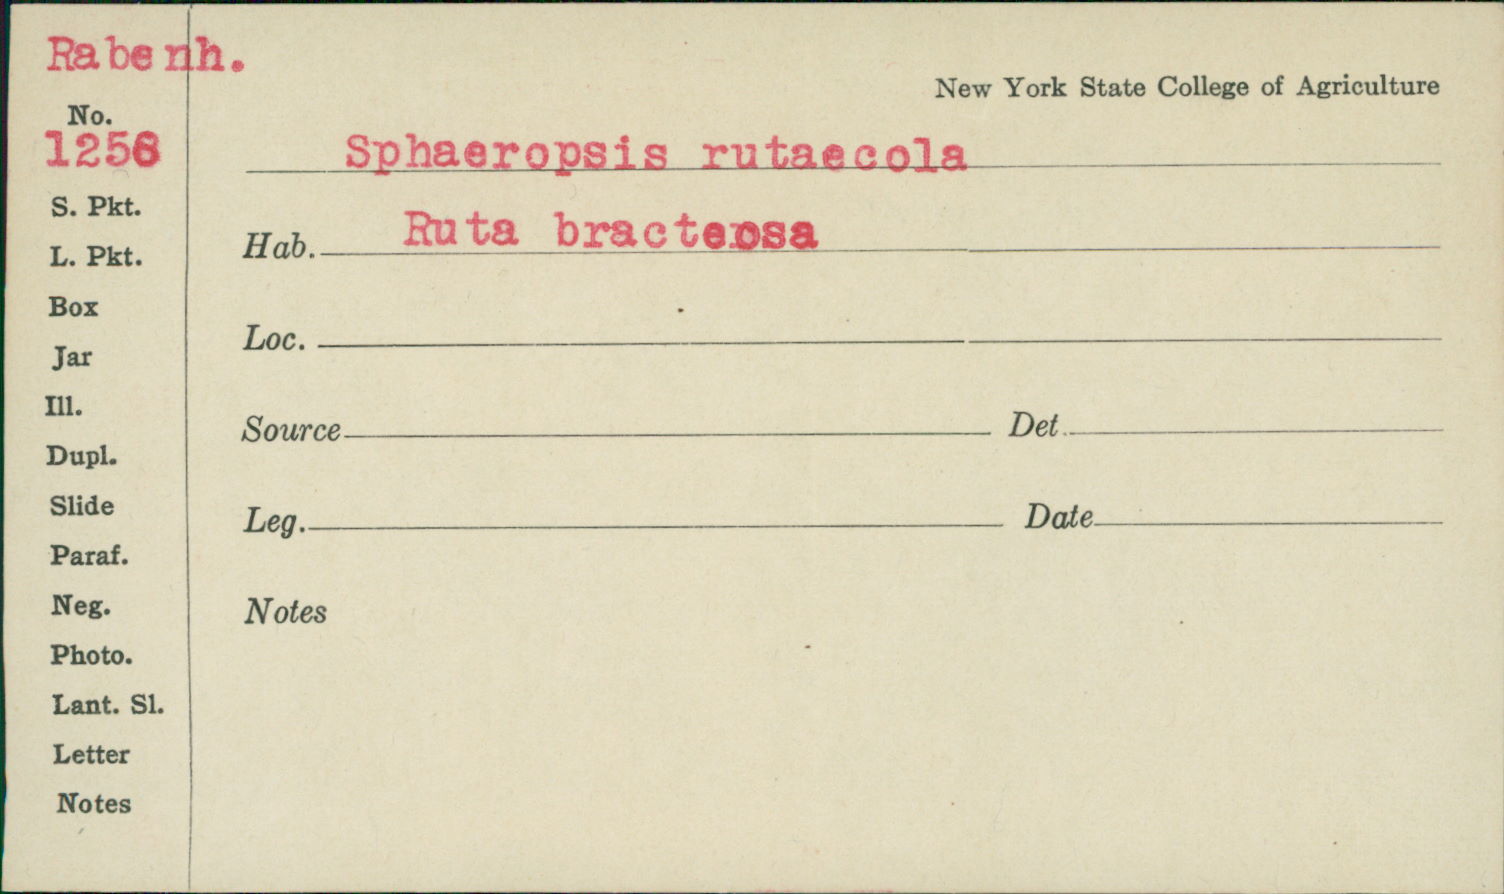 Rabenh.
New York State College of Agriculture
No.
1256
Sphaeropsis rutaecola
S. Pkt.
Hab. Ruta bracteosa
L. Pkt.
Box
Loc.
Jar
Ill.
Source Det.
Dupl.
Slide
Leg. Date
Paraf.
Neg.
Notes
Photo.
Lant. Sl.
Letter
Notes